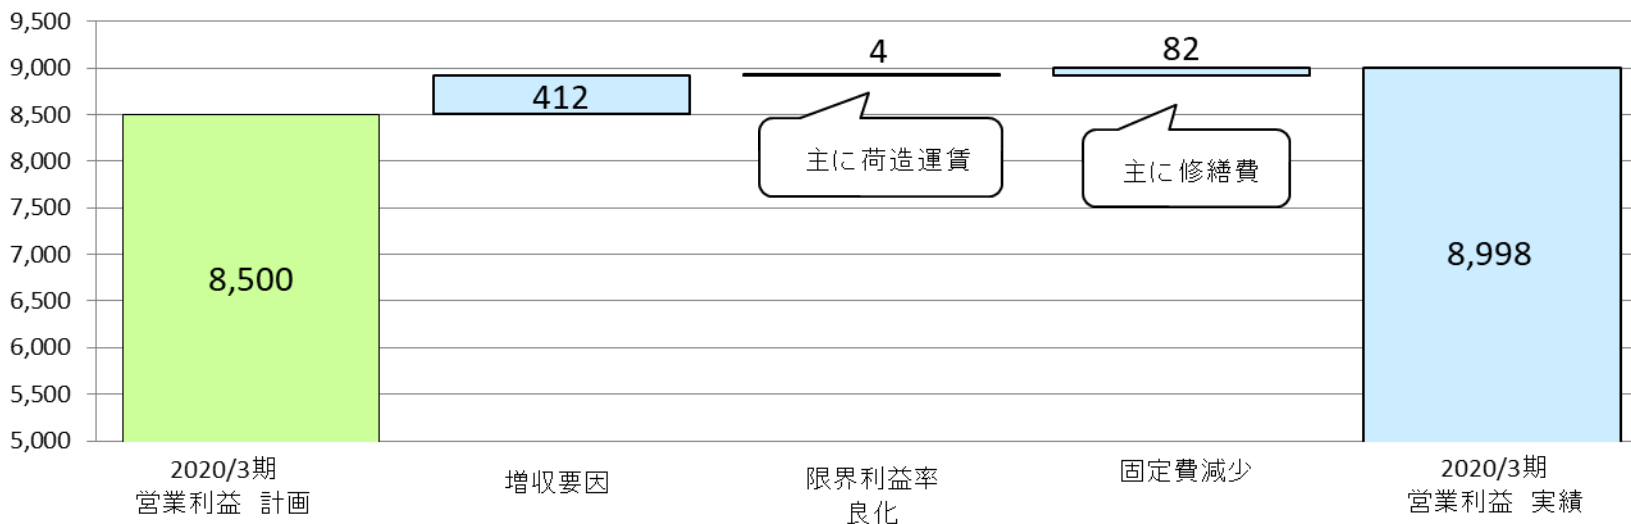 9,500
9,000
8,500
8,000
7,500
7,000
6,500
6,000
5,500
5,000
8,500
412
4
82
8,998
主に荷造運賃
主に修繕費
2020/3期
営業利益 計画
増収要因
限界利益率
良化
固定費減少
2020/3期
営業利益 実績